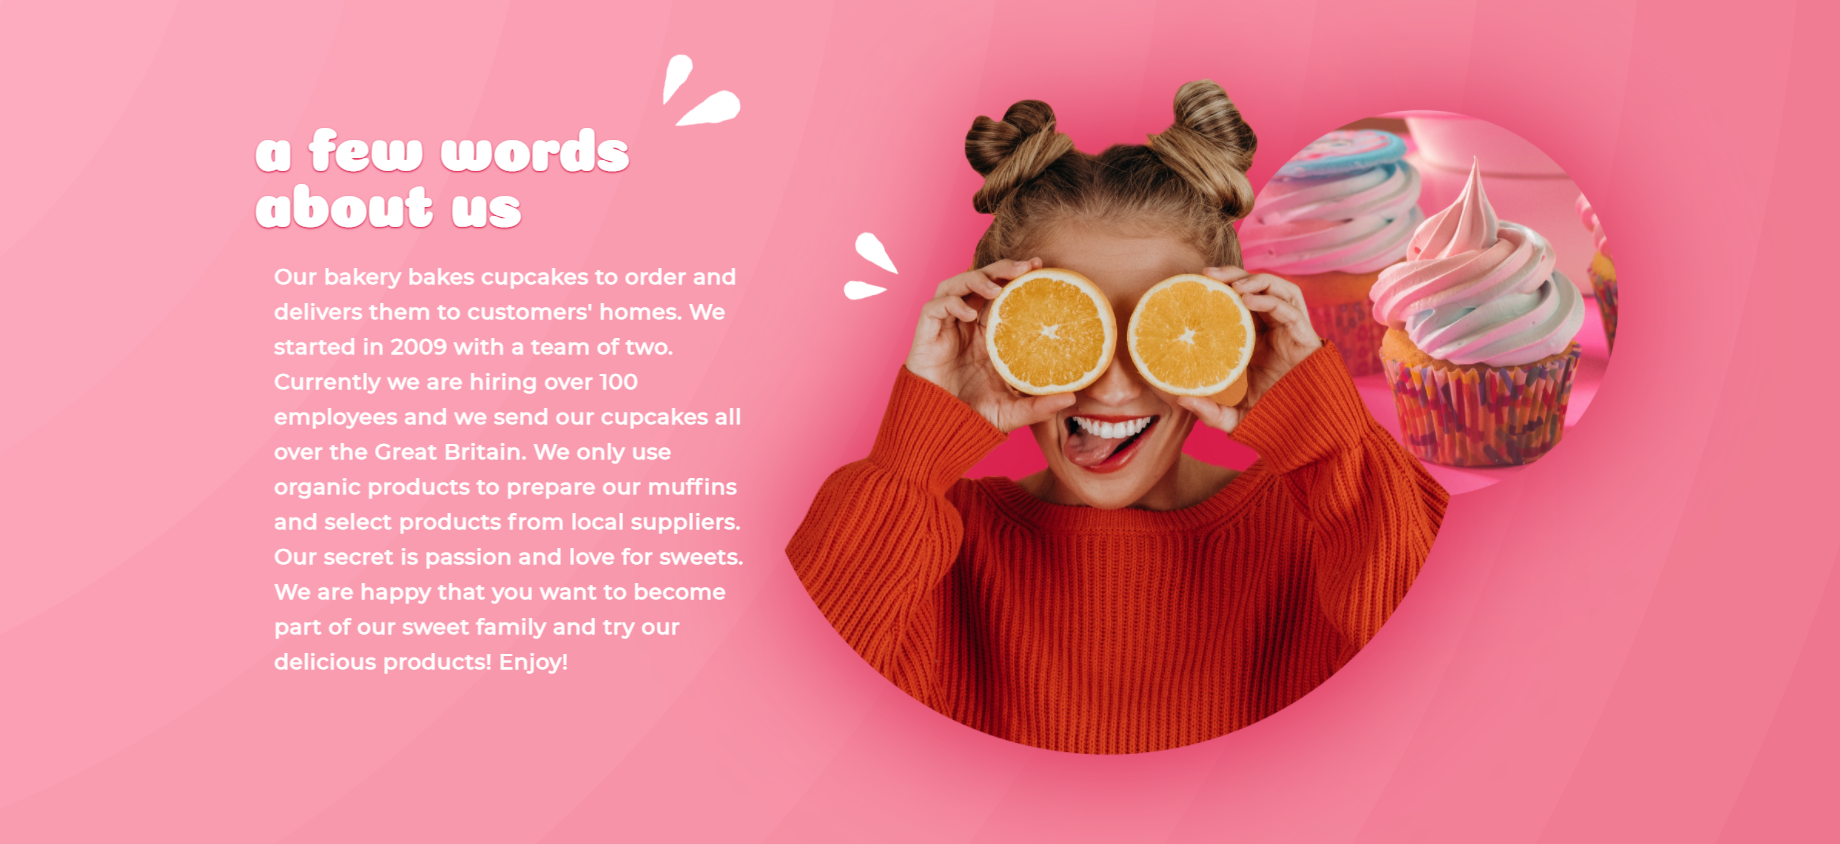 a few words
about us
Our bakery bakes cupcakes to order and
delivers them to customers' homes. We
started in 2009 with a team of two.
Currently we are hiring over 100
employees and we send our cupcakes all
over the Great Britain. We only use
organic products to prepare our muffins
and select products from local suppliers.
Our secret is passion and love for sweets.
We are happy that you want to become
part of our sweet family and try our
delicious products! Enjoy!